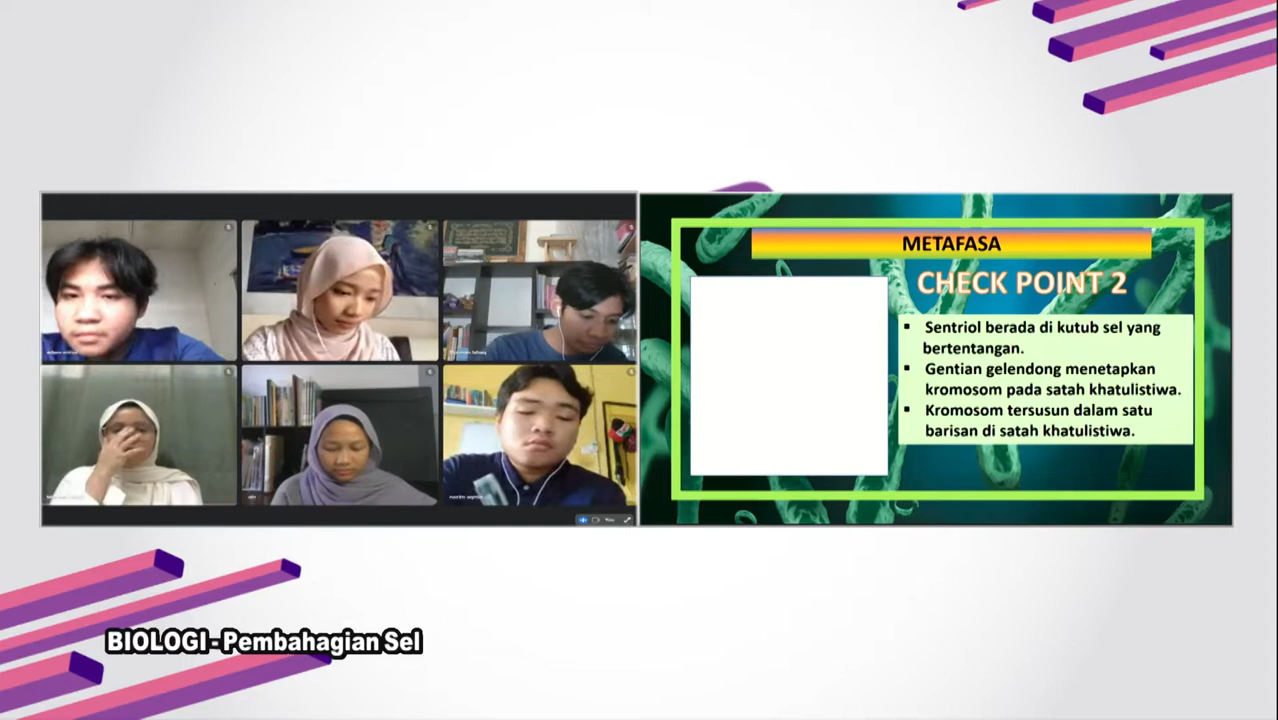 METAFASA
CHECK POINT 2
▪ Sentriol berada di kutub sel yang
bertentangan.
▪ Gentian gelendong menetapkan
kromosom pada satah khatulistiwa.
▪ Kromosom tersusun dalam satu
barisan di satah khatulistiwa.
BIOLOGI - Pembahagian Sel